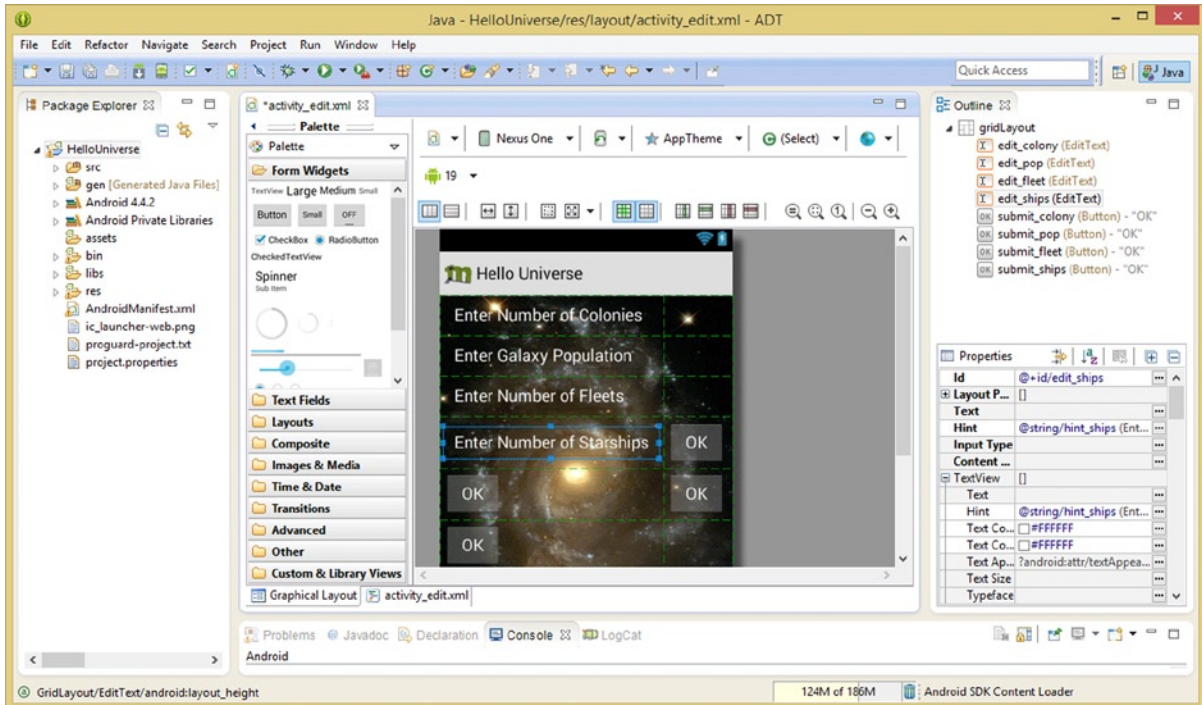 Java - HelloUniverse/res/layout/activity_edit.xml - ADT
File Edit Refactor Navigate Search Project Run Window Help
Quick Access
Java
Package Explorer
HelloUniverse
src
gen [Generated Java Files]
Android 4.4.2
Android Private Libraries
assets
bin
libs
res
AndroidManifest.xml
ic_launcher-web.png
proguard-project.txt
project.properties
*activity_edit.xml
Palette
Palette
Form Widgets
TextView Large Medium Small
Button Small OFF
CheckBox RadioButton
CheckedTextView
Spinner
Sub Item
Text Fields
Layouts
Composite
Images & Media
Time & Date
Transitions
Advanced
Other
Custom & Library Views
Nexus One AppTheme (Select)
19
Hello Universe
Enter Number of Colonies
Enter Galaxy Population
Enter Number of Fleets
Enter Number of Starships OK
OK OK
OK
Graphical Layout activity_edit.xml
Outline
gridLayout
edit_colony (EditText)
edit_pop (EditText)
edit_fleet (EditText)
edit_ships (EditText)
submit_colony (Button) - "OK"
submit_pop (Button) - "OK"
submit_fleet (Button) - "OK"
submit_ships (Button) - "OK"
Properties
Id @+id/edit_ships
Layout P... []
Text
Hint @string/hint_ships (Ent...
Input Type
Content ...
TextView []
Text
Hint @string/hint_ships (Ent...
Text Co... #FFFFFF
Text Co... #FFFFFF
Text Ap... ?android:attr/textAppea...
Text Size
Typeface
Problems Javadoc Declaration Console LogCat
Android
GridLayout/EditText/android:layout_height
124M of 186M
Android SDK Content Loader